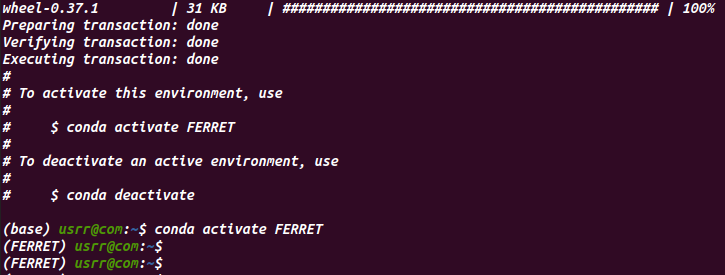 wheel-0.37.1 | 31 KB | ############################################### | 100%
Preparing transaction: done
Verifying transaction: done
Executing transaction: done
#
# To activate this environment, use
#
# $ conda activate FERRET
#
# To deactivate an active environment, use
#
# $ conda deactivate
(base) usrr@com:~$ conda activate FERRET
(FERRET) usrr@com:~$
(FERRET) usrr@com:~$